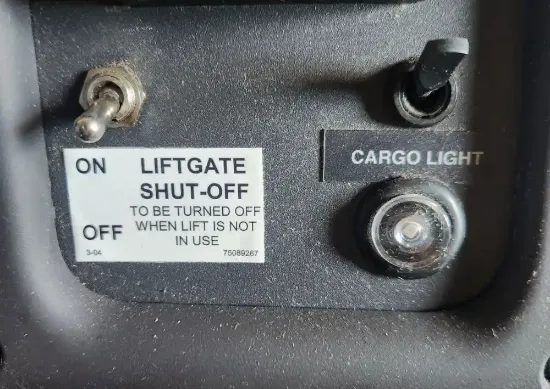 ON LIFTGATE
SHUT-OFF
TO BE TURNED OFF
WHEN LIFT IS NOT
OFF IN USE
3-04 75089267
CARGO LIGHT